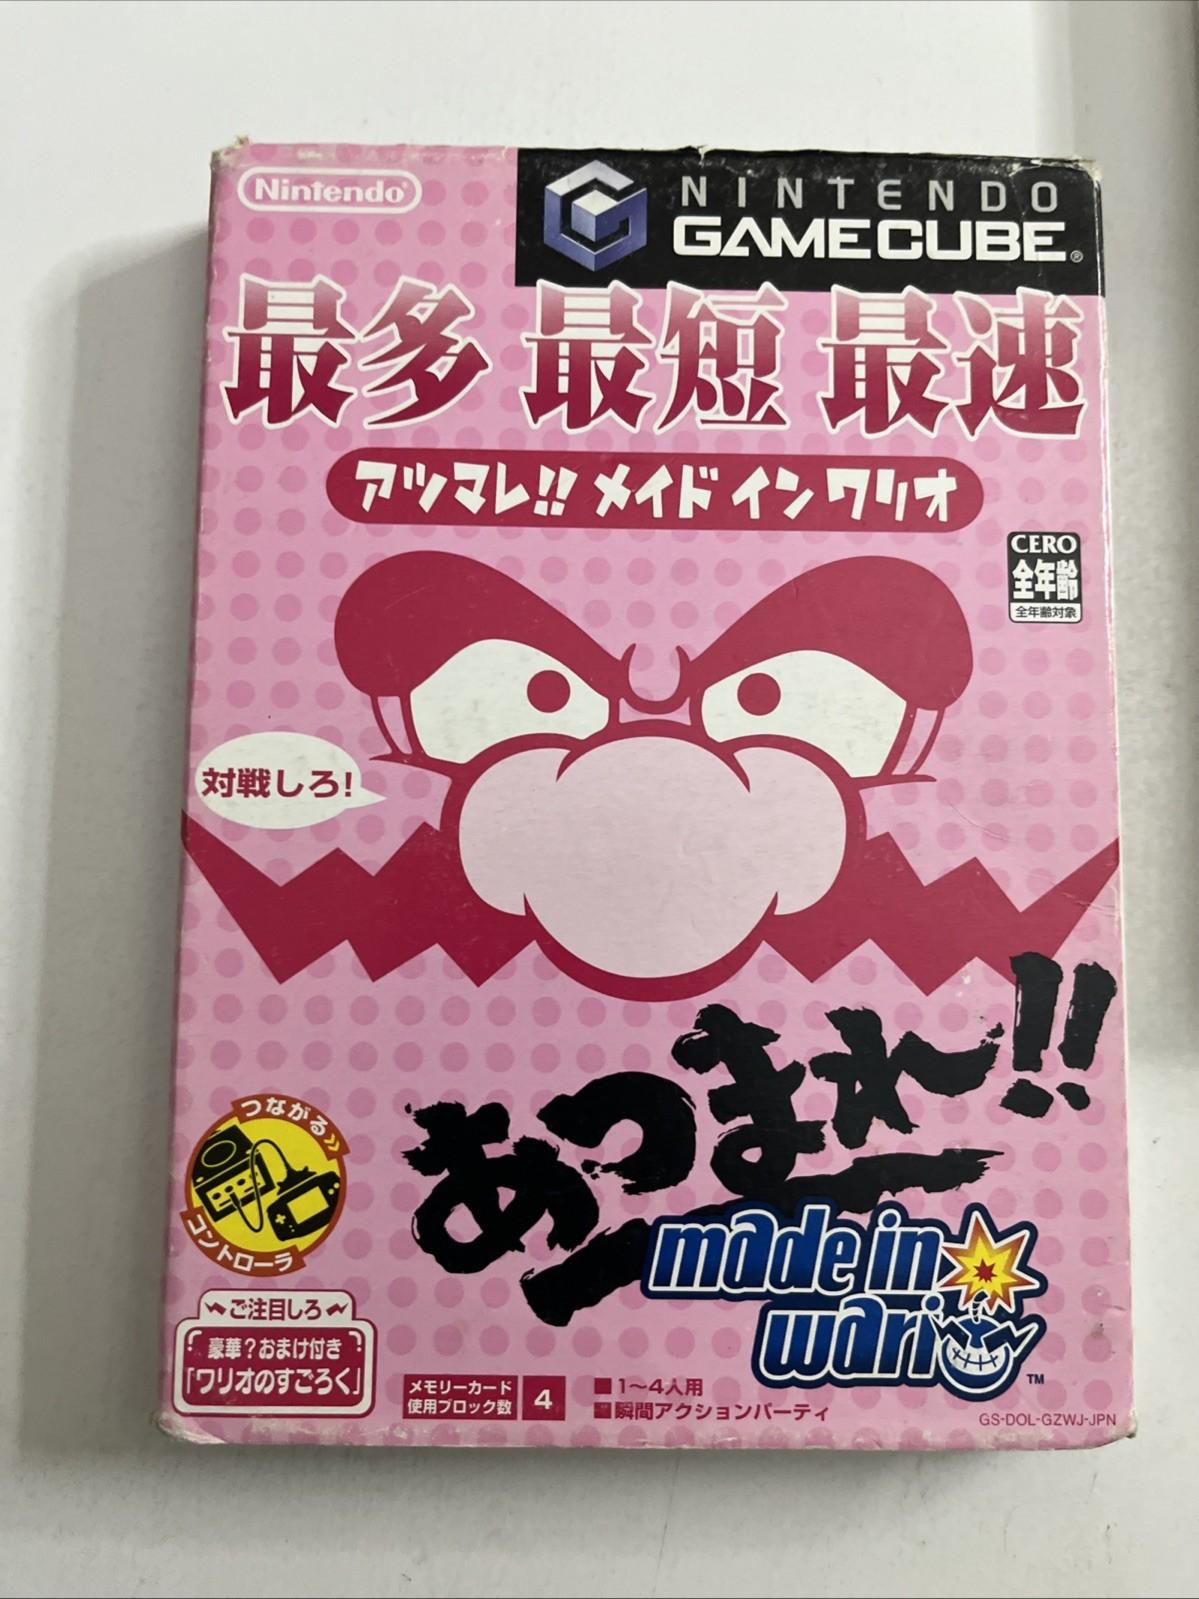 Nintendo®
NINTENDO
GAMECUBE®
最多 最短 最速
アツマレ!! メイド イン ワリオ
CERO
全年齢
全年齢対象
対戦しろ!
あつまれー!!
made in
wario™
つながる
コントローラ
ご注目しろ
豪華?おまけ付き
「ワリオのすごろく」
メモリーカード
使用ブロック数 4
■1〜4人用
■瞬間アクションパーティ
GS-DOL-GZWJ-JPN